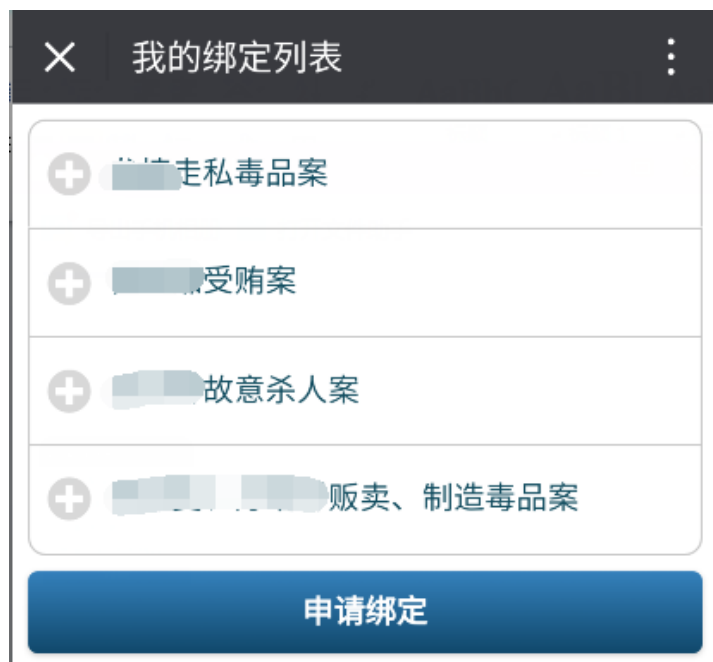 我的绑定列表
走私毒品案
受贿案
故意杀人案
贩卖、制造毒品案
申请绑定